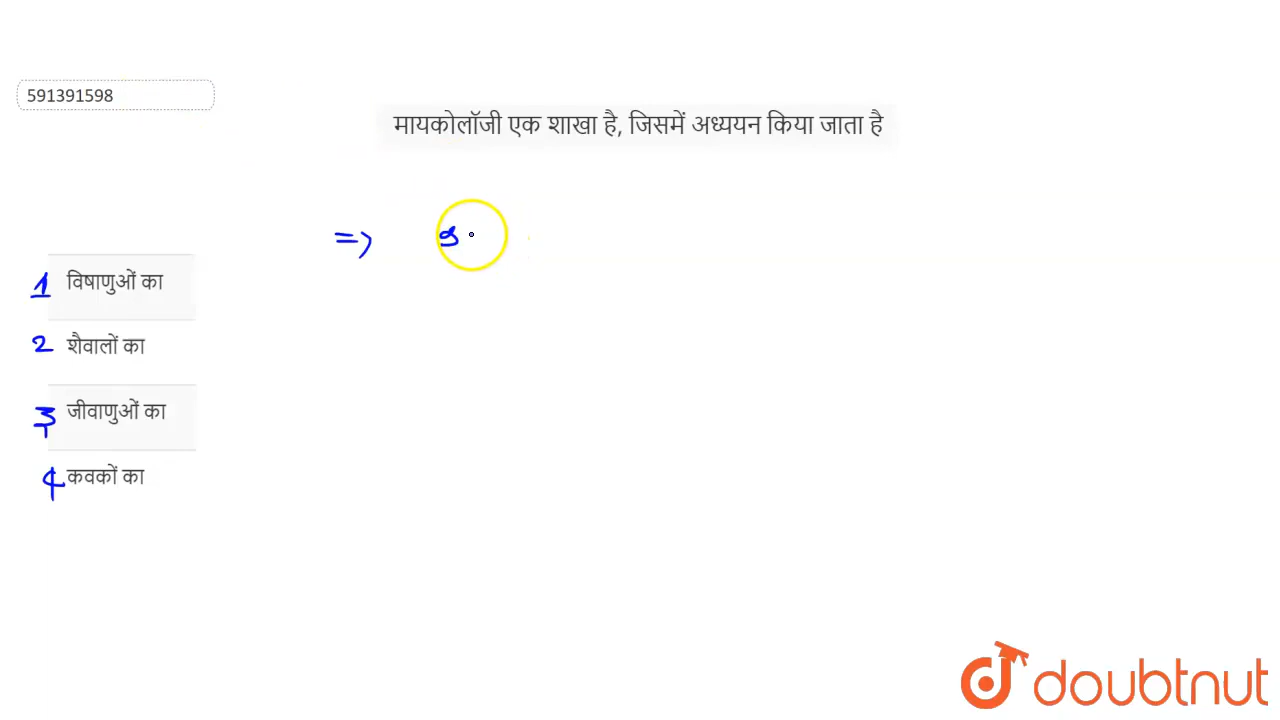 591391598
मायकोलॉजी एक शाखा है, जिसमें अध्ययन किया जाता है
=>
1 विषाणुओं का
2 शैवालों का
3 जीवाणुओं का
4 कवकों का
doubtnut